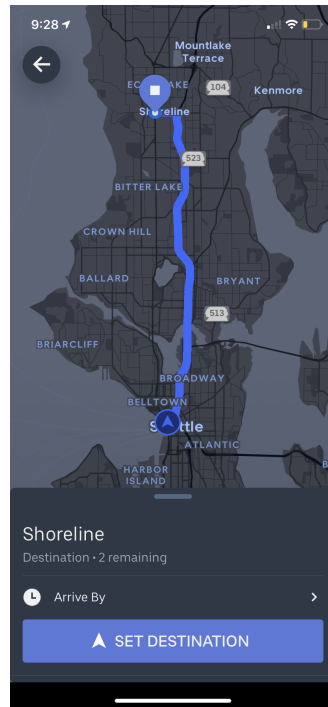 9:28
Mountlake
Terrace
104
Kenmore
Shoreline
523
BITTER LAKE
CROWN HILL
BALLARD
BRYANT
513
BRIARCLIFF
BROADWAY
BELLTOWN
ATLANTIC
HARBOR
ISLAND
Shoreline
Destination • 2 remaining
Arrive By
SET DESTINATION